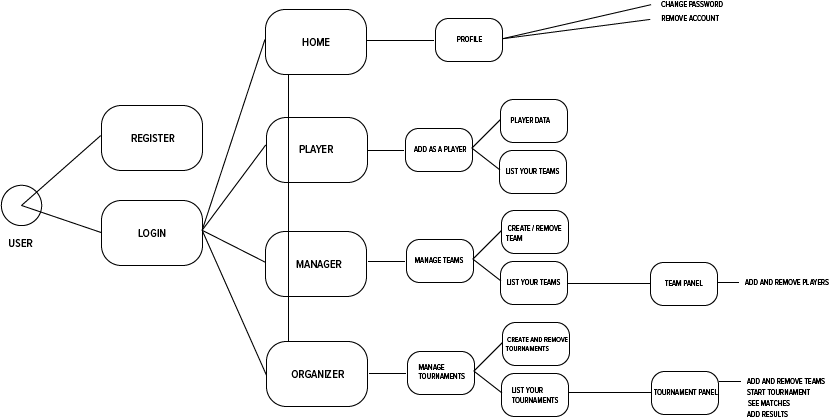 CHANGE PASSWORD
REMOVE ACCOUNT
HOME
PROFILE
REGISTER
PLAYER
ADD AS A PLAYER
PLAYER DATA
LIST YOUR TEAMS
USER
LOGIN
MANAGER
MANAGE TEAMS
CREATE / REMOVE
TEAM
LIST YOUR TEAMS
TEAM PANEL
ADD AND REMOVE PLAYERS
ORGANIZER
MANAGE
TOURNAMENTS
CREATE AND REMOVE
TOURNAMENTS
LIST YOUR
TOURNAMENTS
TOURNAMENT PANEL
ADD AND REMOVE TEAMS
START TOURNAMENT
SEE MATCHES
ADD RESULTS